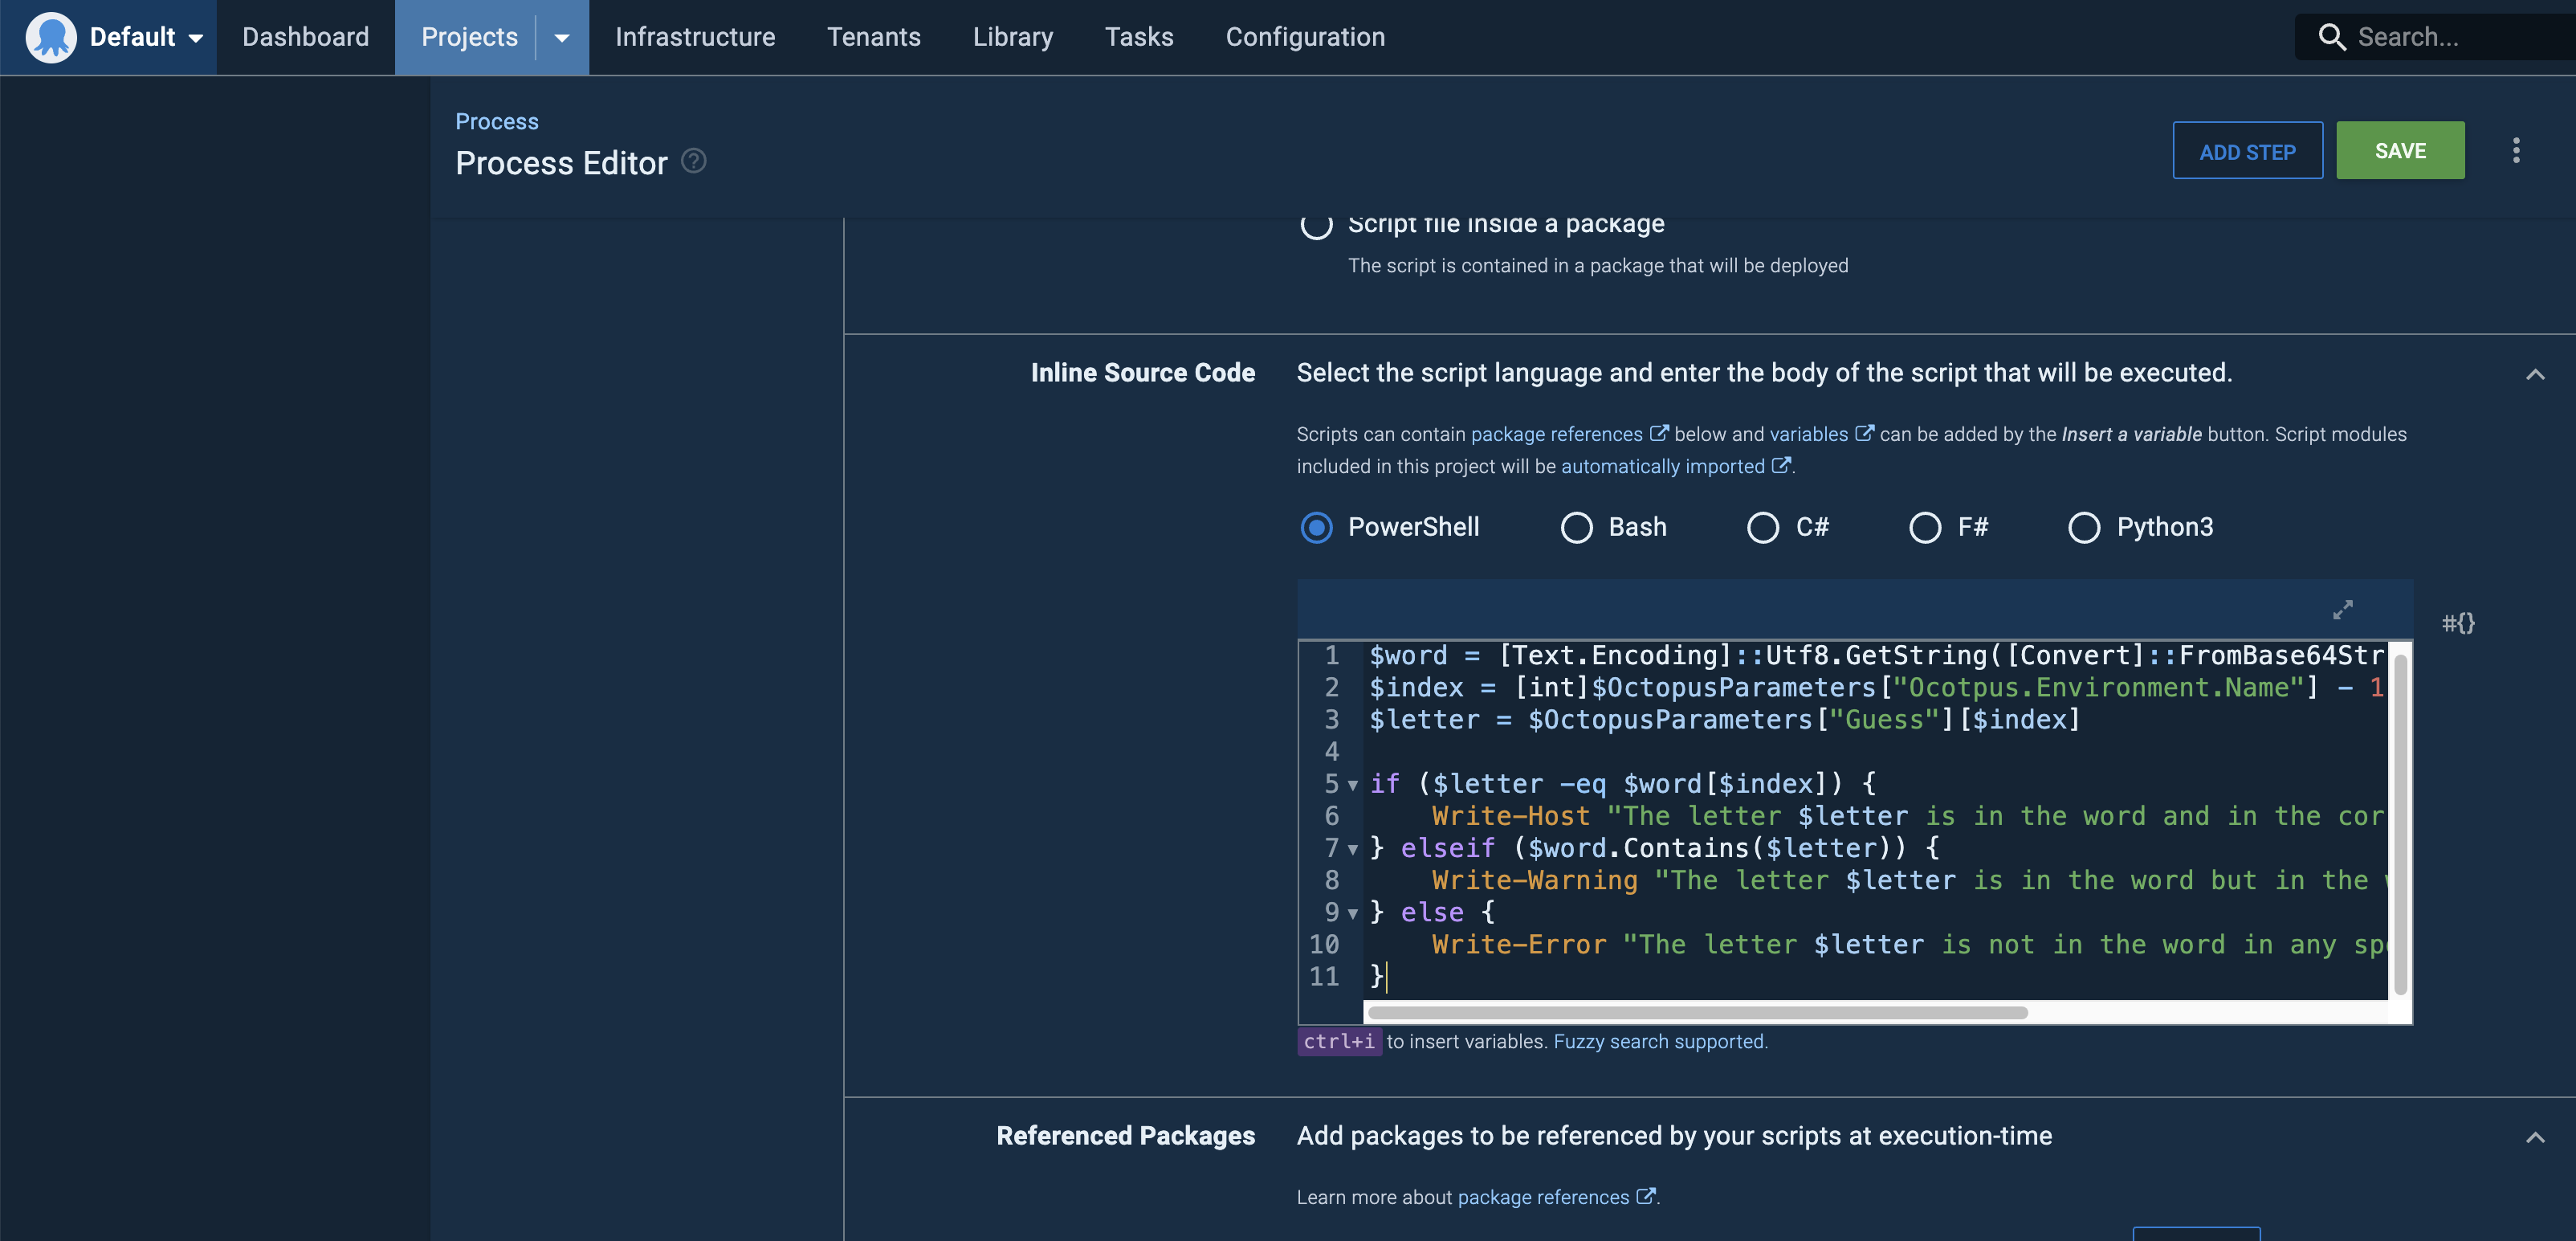 Default Dashboard Projects Infrastructure Tenants Library Tasks Configuration Search...
Process
Process Editor ?
ADD STEP SAVE
Script file inside a package
The script is contained in a package that will be deployed
Inline Source Code
Select the script language and enter the body of the script that will be executed.
Scripts can contain package references below and variables can be added by the Insert a variable button. Script modules
included in this project will be automatically imported .
PowerShell Bash C# F# Python3
#{}
1 $word = [Text.Encoding]::Utf8.GetString([Convert]::FromBase64Str
2 $index = [int]$OctopusParameters["Ocotpus.Environment.Name"] - 1
3 $letter = $OctopusParameters["Guess"][$index]
4
5 if ($letter -eq $word[$index]) {
6     Write-Host "The letter $letter is in the word and in the cor
7 } elseif ($word.Contains($letter)) {
8     Write-Warning "The letter $letter is in the word but in the
9 } else {
10     Write-Error "The letter $letter is not in the word in any sp
11 }
ctrl+i to insert variables. Fuzzy search supported.
Referenced Packages
Add packages to be referenced by your scripts at execution-time
Learn more about package references .